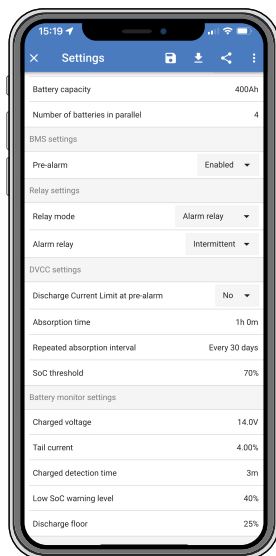 15:19
Settings
Battery capacity 400Ah
Number of batteries in parallel 4
BMS settings
Pre-alarm Enabled
Relay settings
Relay mode Alarm relay
Alarm relay Intermittent
DVCC settings
Discharge Current Limit at pre-alarm No
Absorption time 1h 0m
Repeated absorption interval Every 30 days
SoC threshold 70%
Battery monitor settings
Charged voltage 14.0V
Tail current 4.00%
Charged detection time 3m
Low SoC warning level 40%
Discharge floor 25%